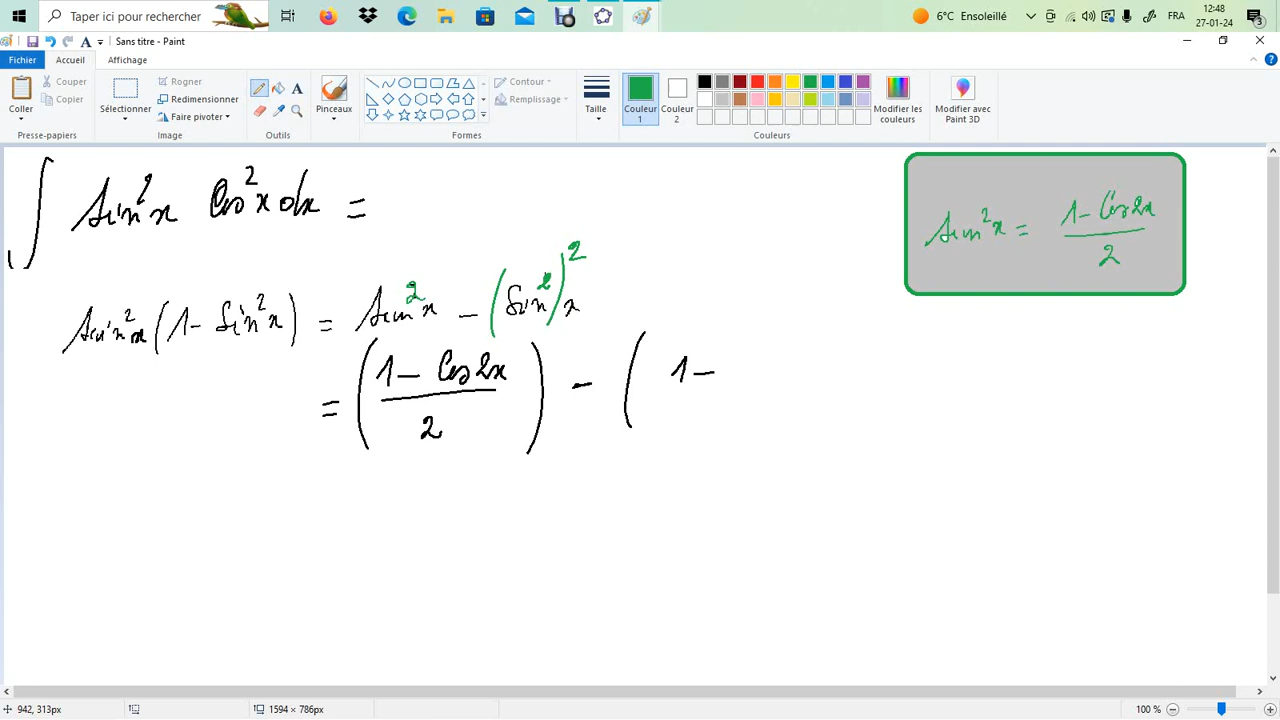 Taper ici pour rechercher
6°C Ensoleillé
FRA
12:48
27-01-24
3
Sans titre - Paint
Fichier
Accueil
Affichage
Coller
Couper
Copier
Presse-papiers
Sélectionner
Rogner
Redimensionner
Faire pivoter
Image
A
Outils
Pinceaux
Contour
Remplissage
Formes
Taille
Couleur 1
Couleur 2
Modifier les couleurs
Couleurs
Modifier avec Paint 3D
∫ sin²x cos²x dx =
sin²x = (1 - cos2x)/2
sin²x (1 - sin²x) = sin²x - (sin²)²x
= ((1 - cos2x)/2) - ( 1 -
942, 313px
1594 × 786px
100 %